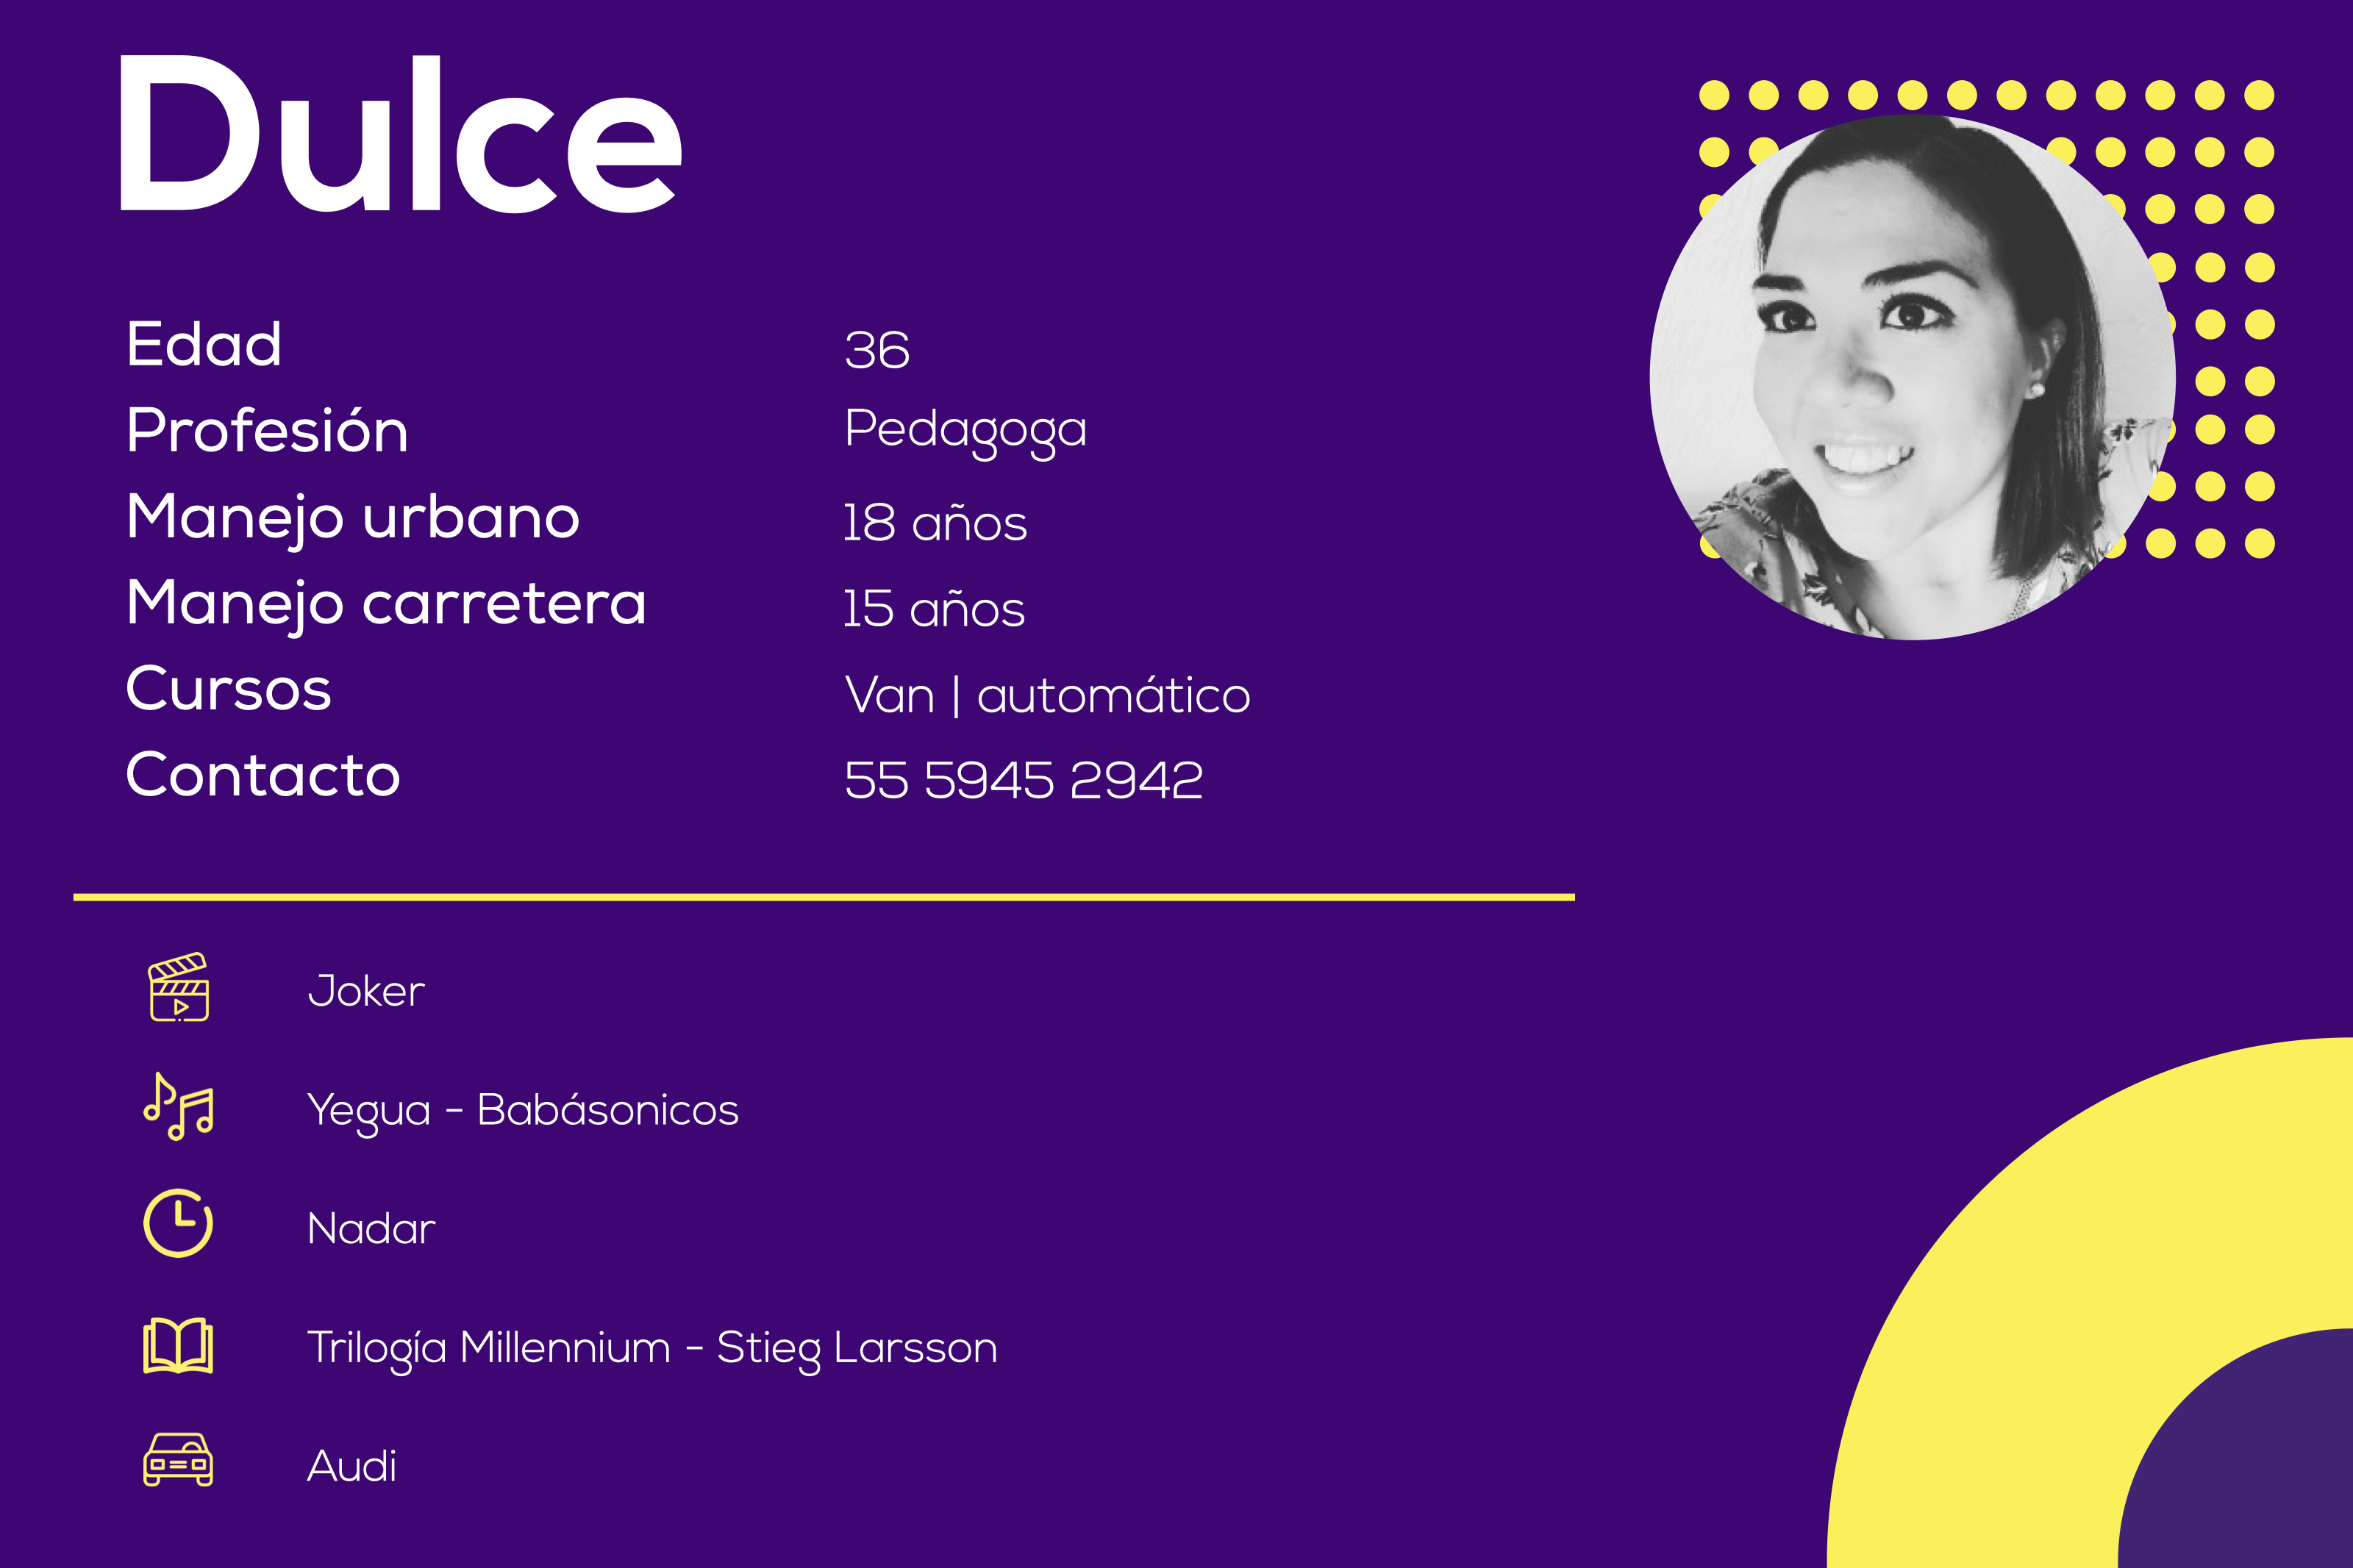 Dulce
Edad 36
Profesión Pedagoga
Manejo urbano 18 años
Manejo carretera 15 años
Cursos Van | automático
Contacto 55 5945 2942
Joker
Yegua - Babásonicos
Nadar
Trilogía Millennium - Stieg Larsson
Audi